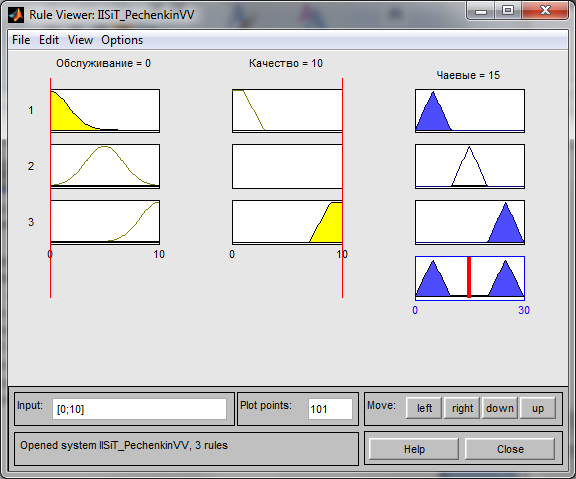 Rule Viewer: IISiT_PechenkinVV
File Edit View Options
Обслуживание = 0 Качество = 10 Чаевые = 15
1
2
3
0 10 0 10
0 30
Input: [0;10] Plot points: 101 Move: left right down up
Opened system IISiT_PechenkinVV, 3 rules Help Close